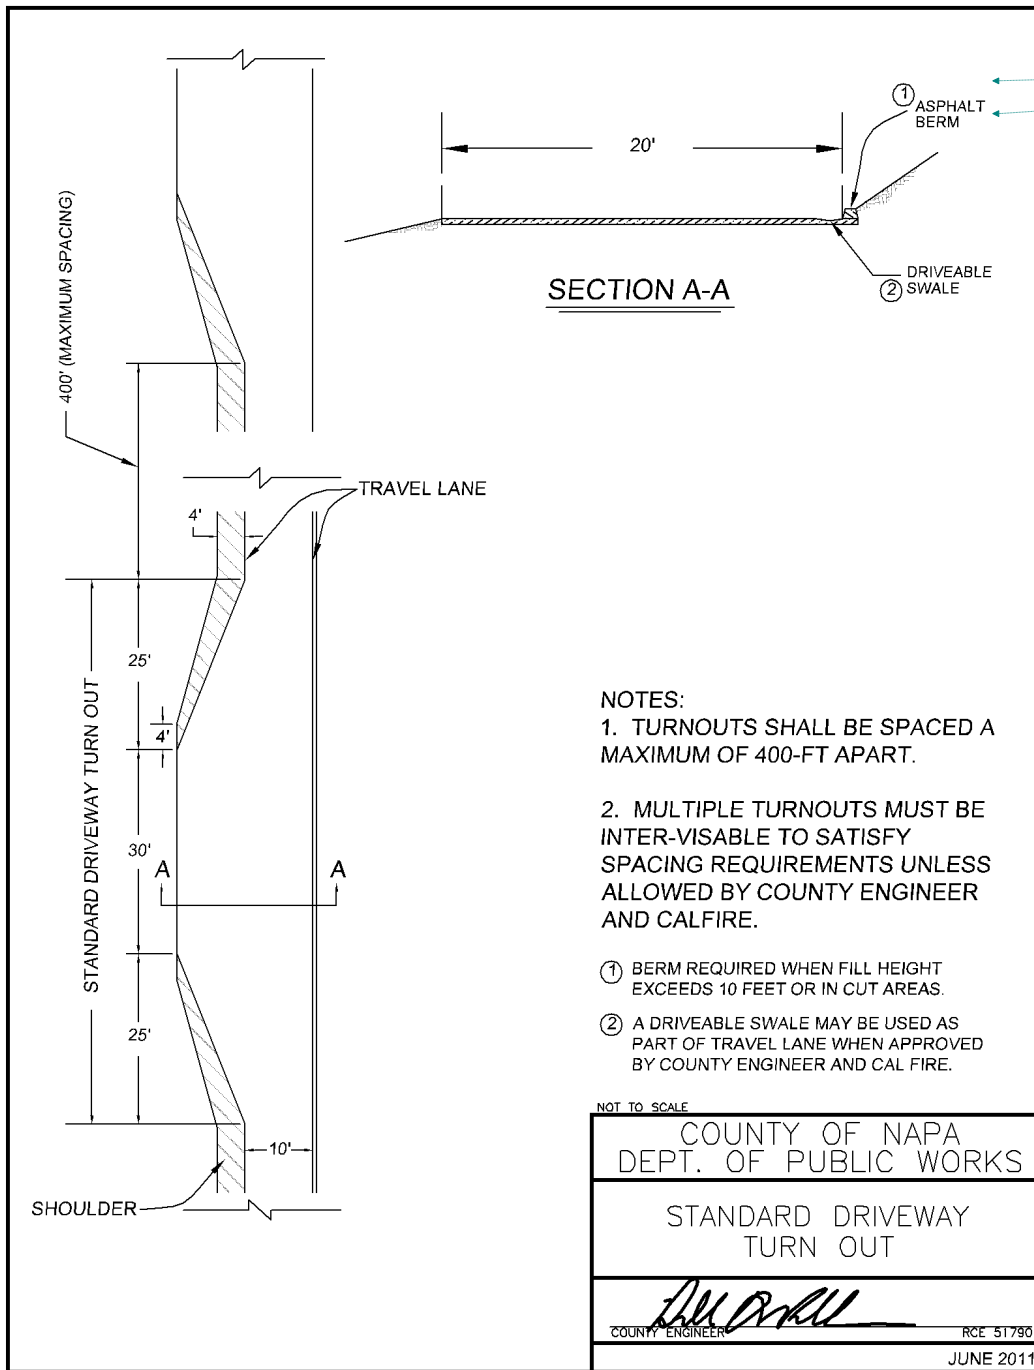 20'
1
ASPHALT
BERM
DRIVEABLE
2 SWALE
SECTION A-A
400' (MAXIMUM SPACING)
TRAVEL LANE
4'
25'
4'
STANDARD DRIVEWAY TURN OUT
30'
A
A
25'
10'
SHOULDER
NOTES:
1. TURNOUTS SHALL BE SPACED A
MAXIMUM OF 400-FT APART.
2. MULTIPLE TURNOUTS MUST BE
INTER-VISABLE TO SATISFY
SPACING REQUIREMENTS UNLESS
ALLOWED BY COUNTY ENGINEER
AND CALFIRE.
1 BERM REQUIRED WHEN FILL HEIGHT
EXCEEDS 10 FEET OR IN CUT AREAS.
2 A DRIVEABLE SWALE MAY BE USED AS
PART OF TRAVEL LANE WHEN APPROVED
BY COUNTY ENGINEER AND CAL FIRE.
NOT TO SCALE
COUNTY OF NAPA
DEPT. OF PUBLIC WORKS
STANDARD DRIVEWAY
TURN OUT
COUNTY ENGINEER RCE 51790
JUNE 2011